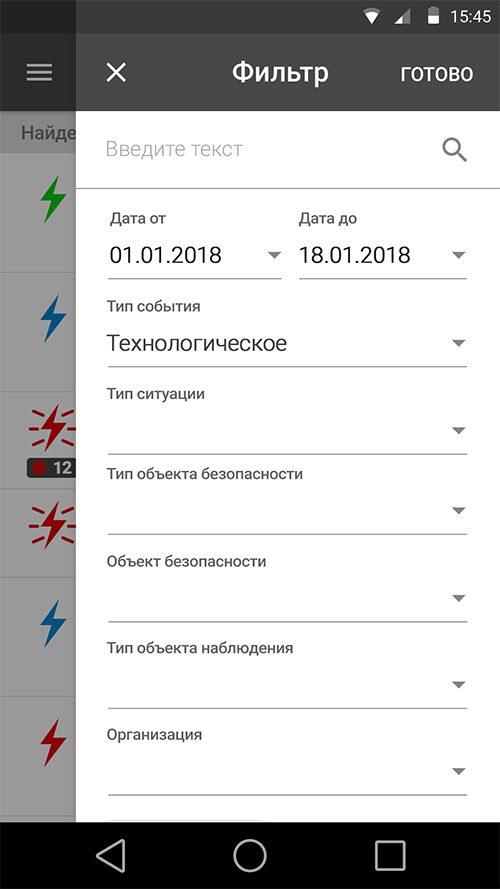 15:45
Фильтр
ГОТОВО
Найде
Введите текст
Дата от
Дата до
01.01.2018
18.01.2018
Тип события
Технологическое
Тип ситуации
12
Тип объекта безопасности
Объект безопасности
Тип объекта наблюдения
Организация